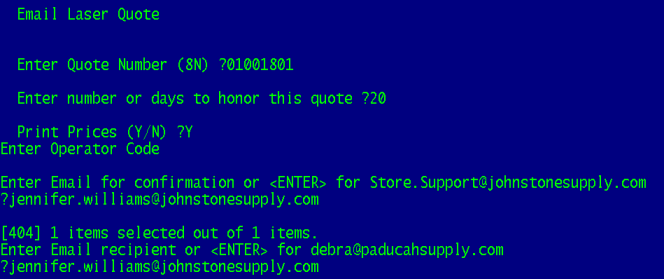 Email Laser Quote
Enter Quote Number (8N) ?01001801
Enter number or days to honor this quote ?20
Print Prices (Y/N) ?Y
Enter Operator Code
Enter Email for confirmation or <ENTER> for Store.Support@johnstonesupply.com
?jennifer.williams@johnstonesupply.com
[404] 1 items selected out of 1 items.
Enter Email recipient or <ENTER> for debra@paducahsupply.com
?jennifer.williams@johnstonesupply.com